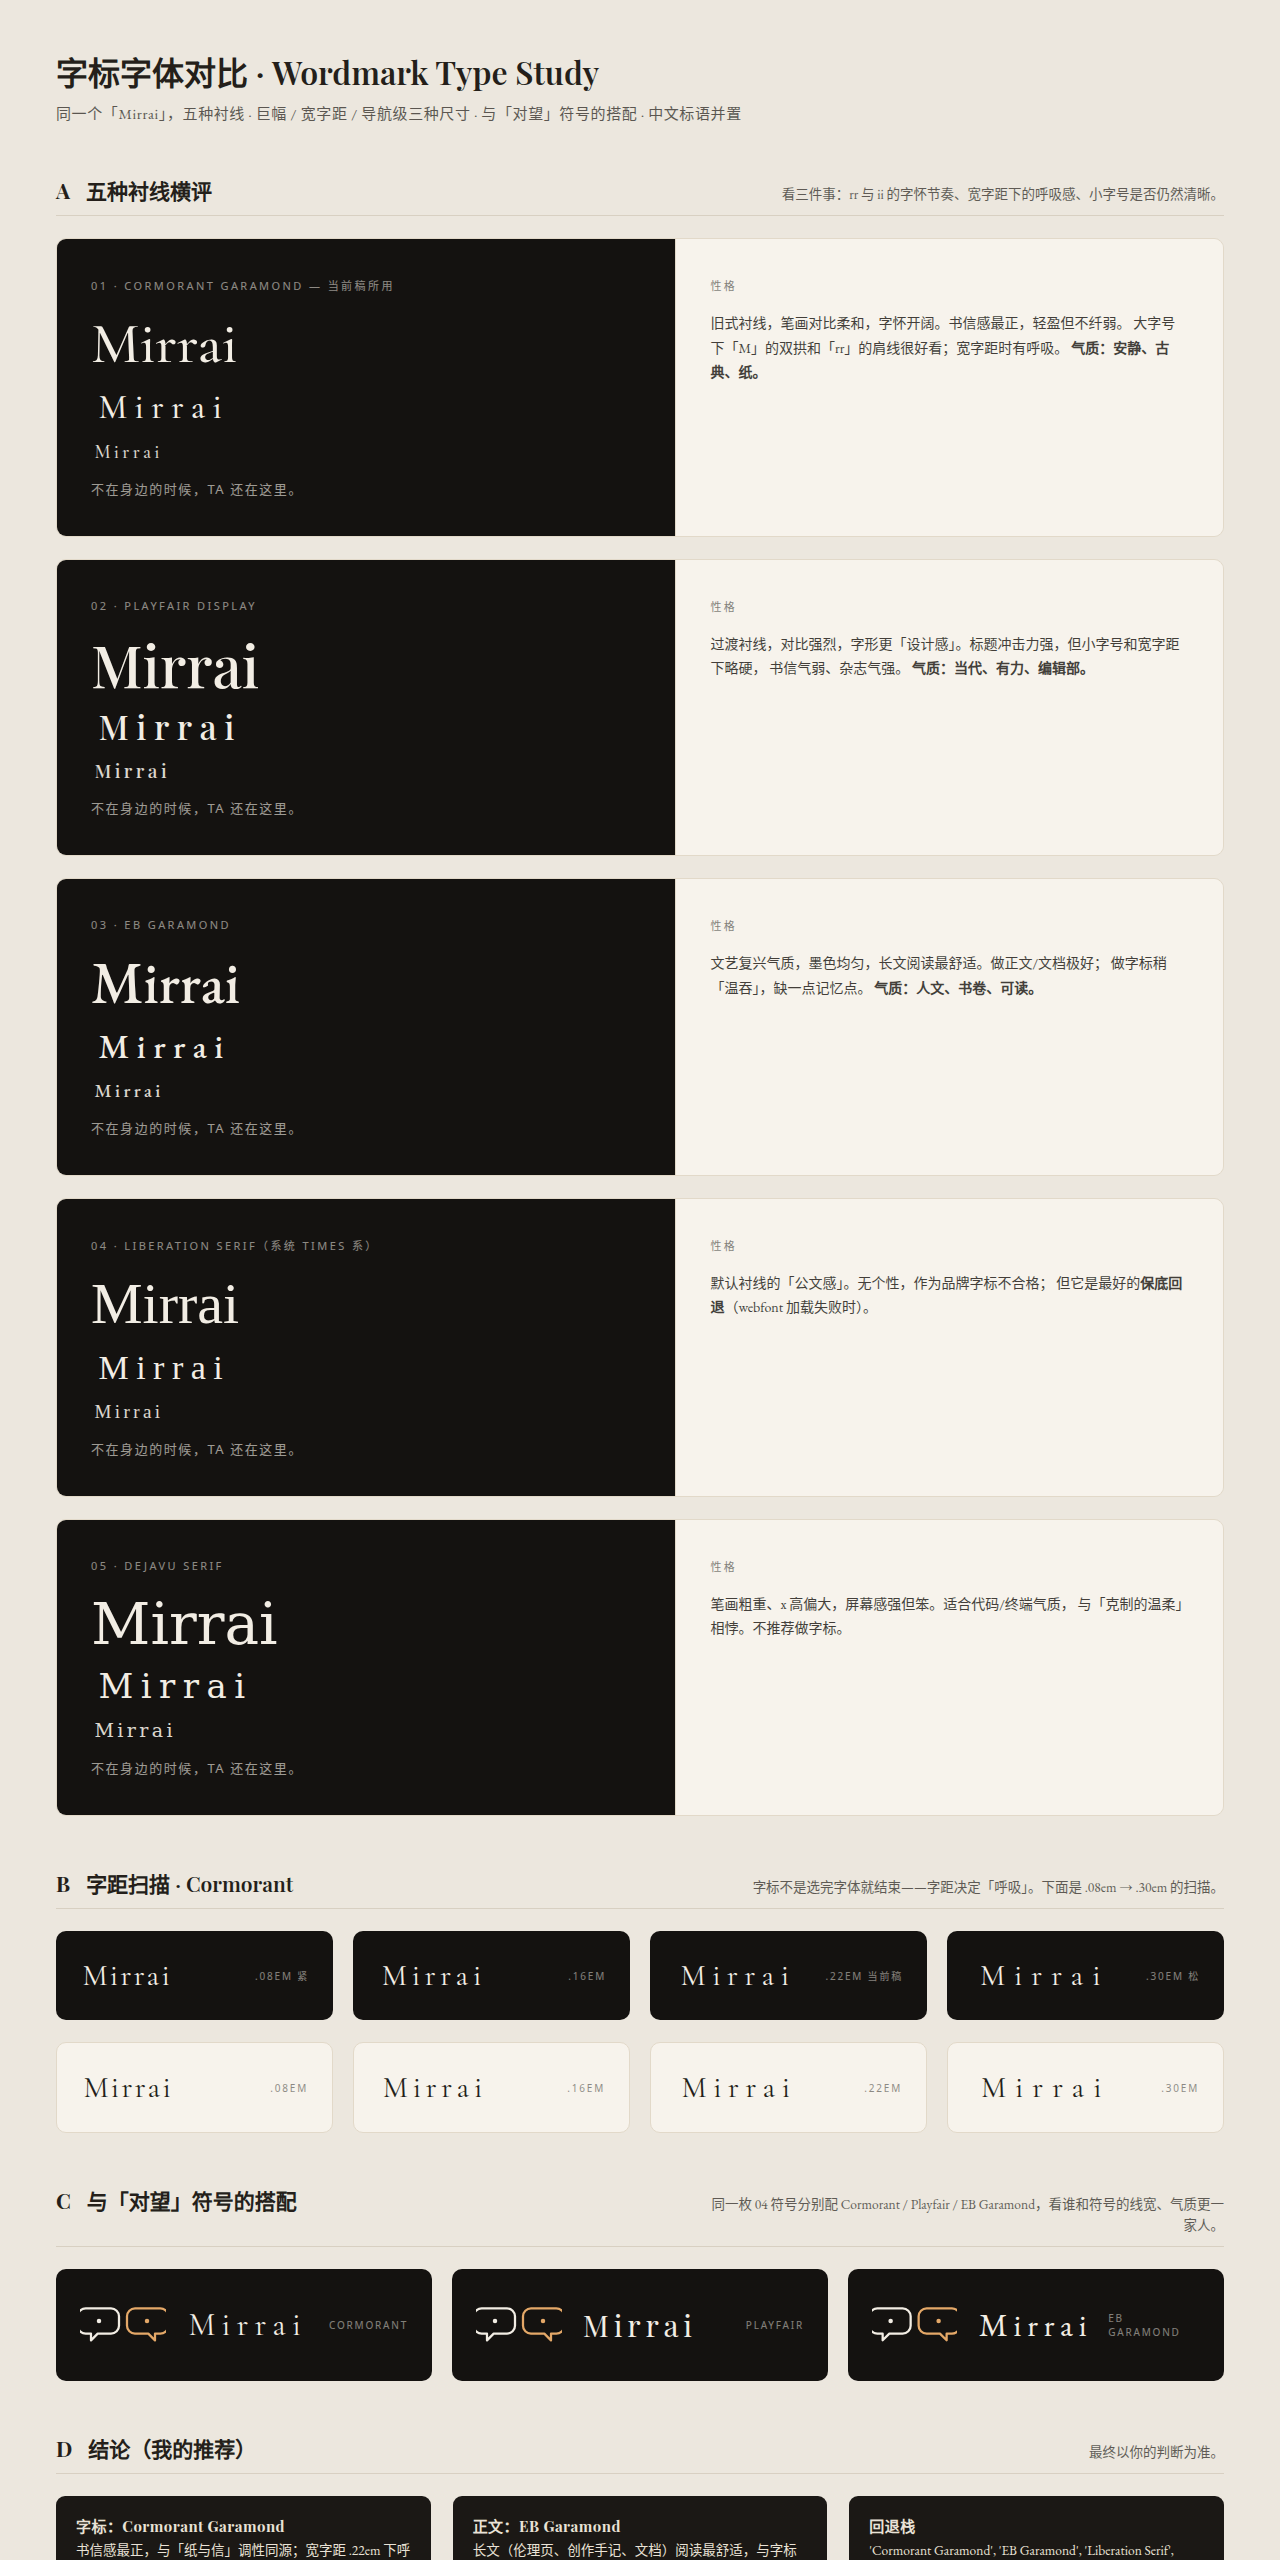 字标字体对比 · Wordmark Type Study
同一个「Mirrai」，五种衬线 · 巨幅 / 宽字距 / 导航级三种尺寸 · 与「对望」符号的搭配 · 中文标语并置
A 五种衬线横评
看三件事：rr 与 ii 的字怀节奏、宽字距下的呼吸感、小字号是否仍然清晰。
01 · CORMORANT GARAMOND — 当前稿所用
Mirrai
Mirrai
Mirrai
不在身边的时候，TA 还在这里。
性格
旧式衬线，笔画对比柔和，字怀开阔。书信感最正，轻盈但不纤弱。 大字号
下「M」的双拱和「rr」的肩线很好看；宽字距时有呼吸。 气质：安静、古
典、纸。
02 · PLAYFAIR DISPLAY
Mirrai
Mirrai
Mirrai
不在身边的时候，TA 还在这里。
性格
过渡衬线，对比强烈，字形更「设计感」。标题冲击力强，但小字号和宽字距
下略硬， 书信气弱、杂志气强。 气质：当代、有力、编辑部。
03 · EB GARAMOND
Mirrai
Mirrai
Mirrai
不在身边的时候，TA 还在这里。
性格
文艺复兴气质，墨色均匀，长文阅读最舒适。做正文/文档极好； 做字标稍
「温吞」，缺一点记忆点。 气质：人文、书卷、可读。
04 · LIBERATION SERIF（系统 TIMES 系）
Mirrai
Mirrai
Mirrai
不在身边的时候，TA 还在这里。
性格
默认衬线的「公文感」。无个性，作为品牌字标不合格； 但它是最好的保底回
退（webfont 加载失败时）。
05 · DEJAVU SERIF
Mirrai
Mirrai
Mirrai
不在身边的时候，TA 还在这里。
性格
笔画粗重、x 高偏大，屏幕感强但笨。适合代码/终端气质， 与「克制的温柔」
相悖。不推荐做字标。
B 字距扫描 · Cormorant
字标不是选完字体就结束——字距决定「呼吸」。下面是 .08em → .30em 的扫描。
Mirrai .08EM 紧
Mirrai .16EM
Mirrai .22EM 当前稿
Mirrai .30EM 松
Mirrai .08EM
Mirrai .16EM
Mirrai .22EM
Mirrai .30EM
C 与「对望」符号的搭配
同一枚 04 符号分别配 Cormorant / Playfair / EB Garamond，看谁和符号的线宽、气质更一
家人。
Mirrai CORMORANT
Mirrai PLAYFAIR
Mirrai EB
GARAMOND
D 结论（我的推荐）
最终以你的判断为准。
字标：Cormorant Garamond
书信感最正，与「纸与信」调性同源；宽字距 .22em 下呼
正文：EB Garamond
长文（伦理页、创作手记、文档）阅读最舒适，与字标
回退栈
'Cormorant Garamond', 'EB Garamond', 'Liberation Serif',